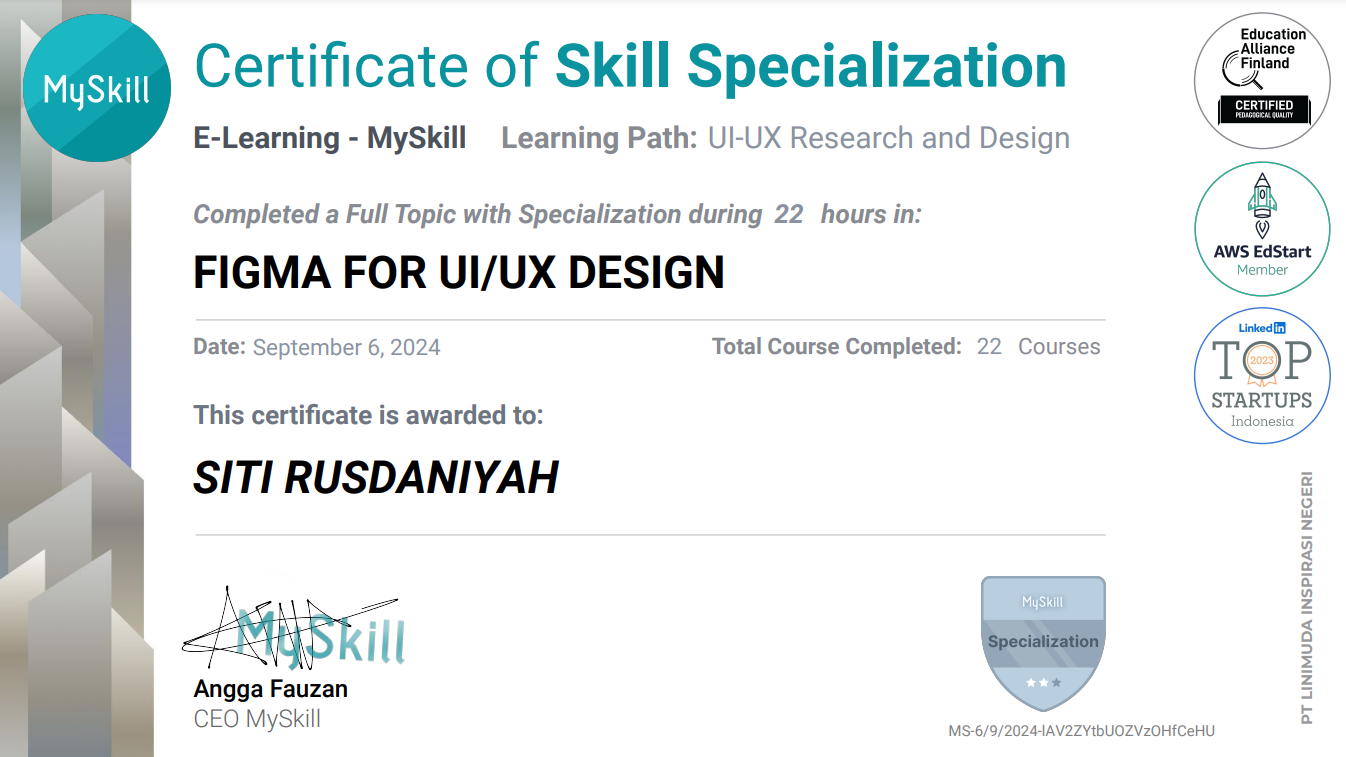 MySkill
Certificate of Skill Specialization
E-Learning - MySkill Learning Path: UI-UX Research and Design
Completed a Full Topic with Specialization during 22 hours in:
FIGMA FOR UI/UX DESIGN
Date: September 6, 2024 Total Course Completed: 22 Courses
This certificate is awarded to:
SITI RUSDANIYAH
MySkill
Angga Fauzan
CEO MySkill
MySkill
Specialization
MS-6/9/2024-IAV2ZYtbUOZVzOHfCeHU
Education
Alliance
Finland
CERTIFIED
PEDAGOGICAL QUALITY
AWS EdStart
Member
Linked in
TOP
2023
STARTUPS
Indonesia
PT LINIMUDA INSPIRASI NEGERI